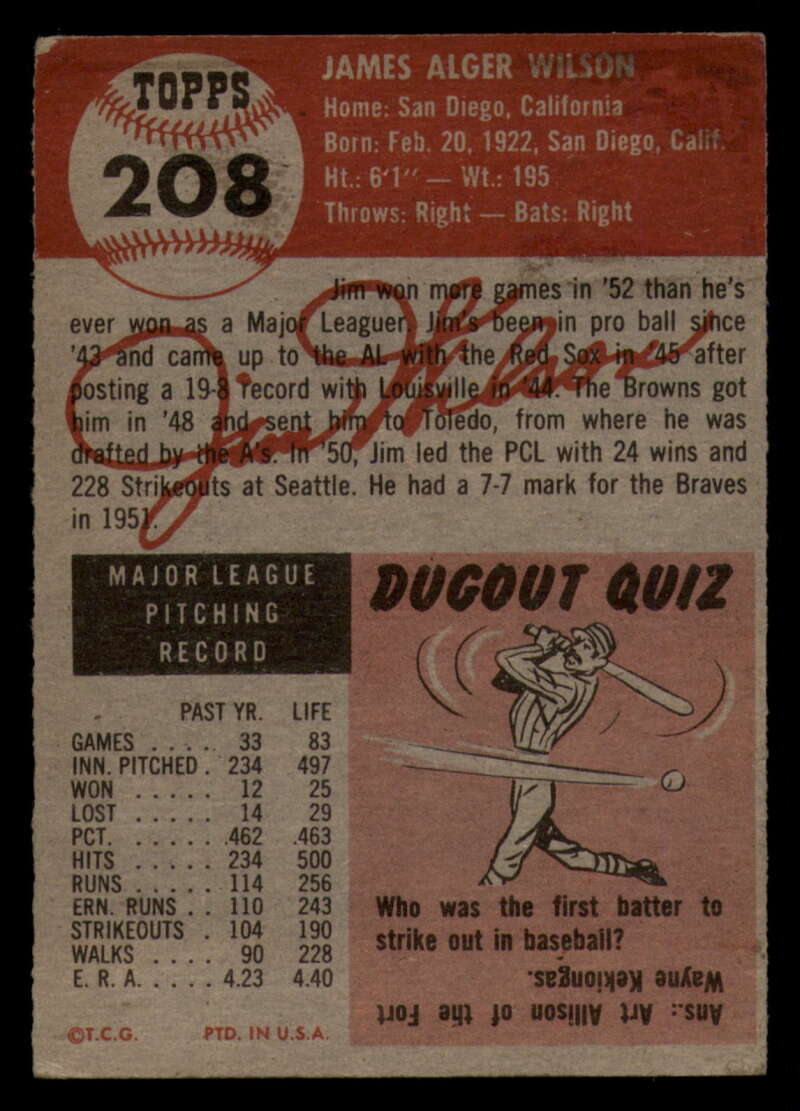 TOPPS
208
JAMES ALGER WILSON
Home: San Diego, California
Born: Feb. 20, 1922, San Diego, Calif.
Ht.: 6'1" — Wt.: 195
Throws: Right — Bats: Right
Jim won more games in '52 than he's
ever won as a Major Leaguer. Jim's been in pro ball since
'43 and came up to the AL with the Red Sox in '45 after
posting a 19-8 record with Louisville in '44. The Browns got
him in '48 and sent him to Toledo, from where he was
drafted by the A's. In '50, Jim led the PCL with 24 wins and
228 Strikeouts at Seattle. He had a 7-7 mark for the Braves
in 1951.
Jim Wilson
MAJOR LEAGUE
PITCHING
RECORD
PAST YR. LIFE
GAMES . . . . . 33 83
INN. PITCHED . 234 497
WON . . . . . 12 25
LOST . . . . . 14 29
PCT. . . . . . .462 .463
HITS . . . . . 234 500
RUNS . . . . . 114 256
ERN. RUNS . . 110 243
STRIKEOUTS . 104 190
WALKS . . . . 90 228
E. R. A. . . . . 4.23 4.40
©T.C.G. PTD. IN U.S.A.
DUGOUT QUIZ
Who was the first batter to
strike out in baseball?
Ans.: Art Allison of the Fort
Wayne Kekiongas.